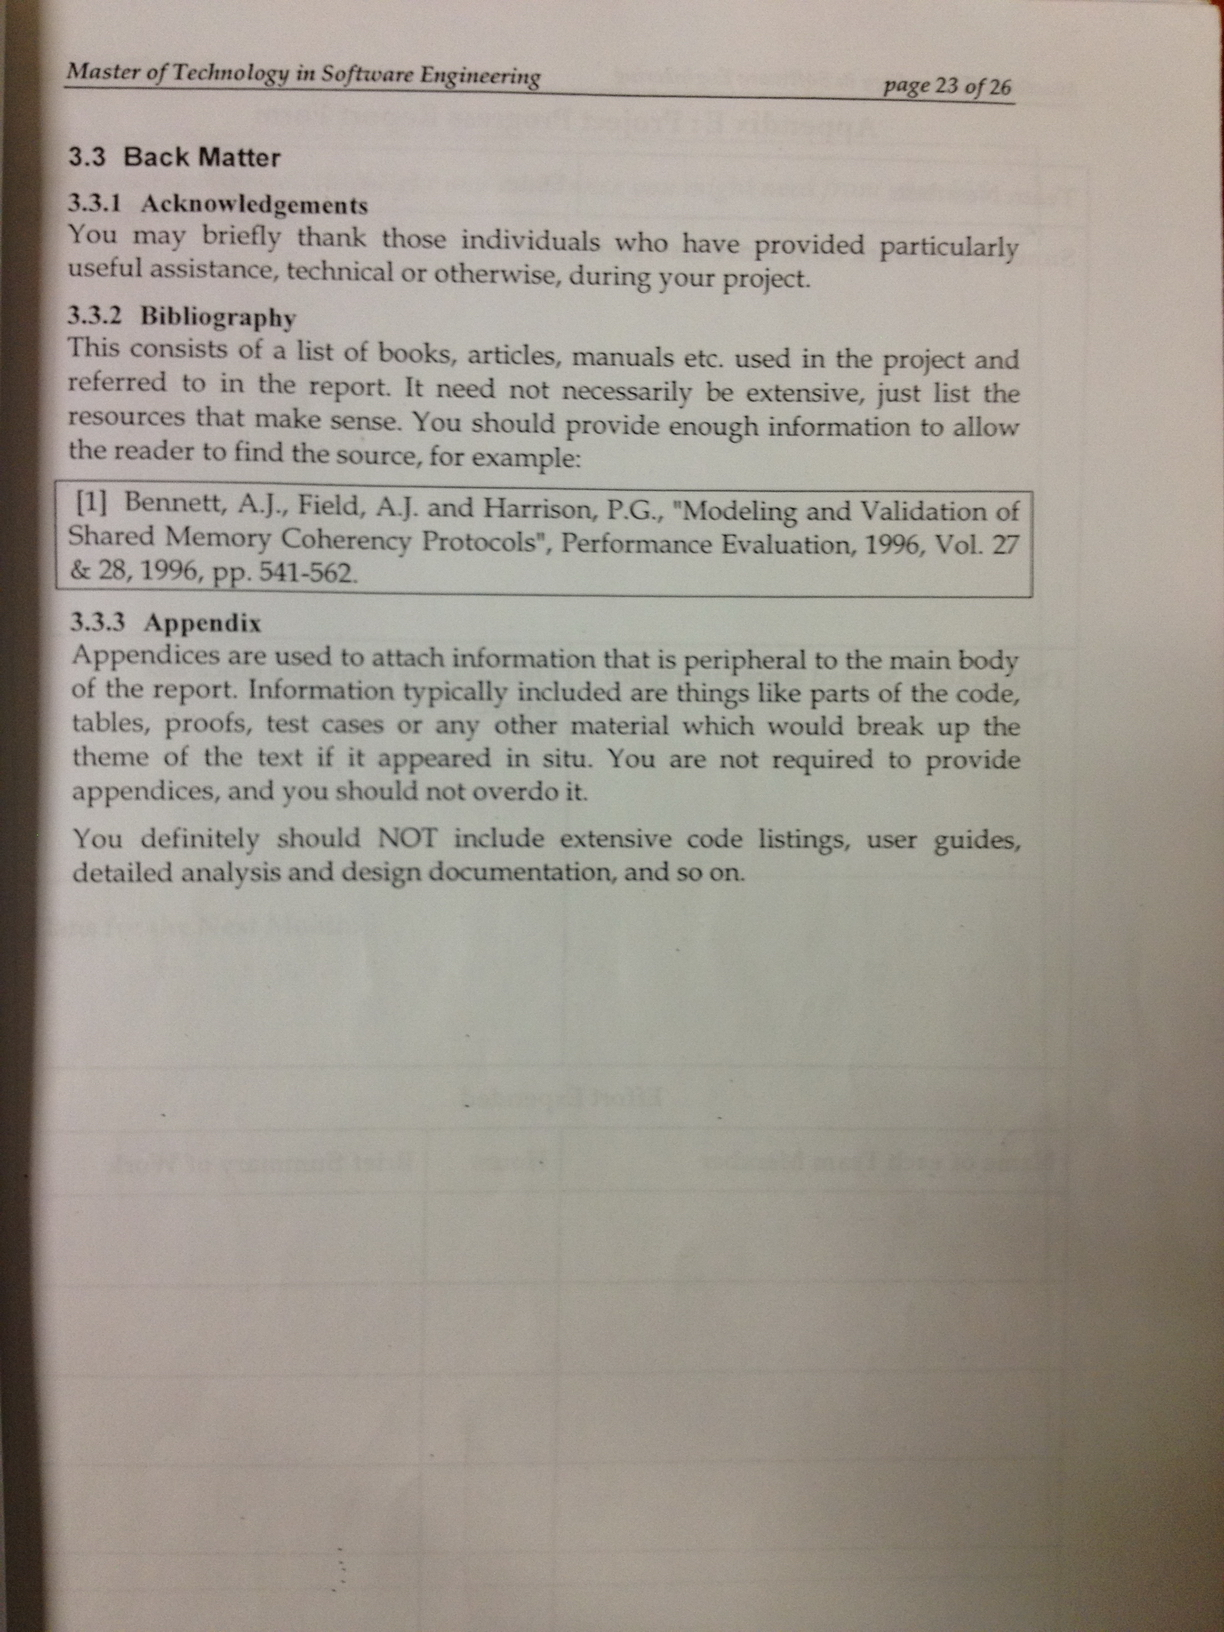 Master of Technology in Software Engineering page 23 of 26
3.3 Back Matter
3.3.1 Acknowledgements
You may briefly thank those individuals who have provided particularly
useful assistance, technical or otherwise, during your project.
3.3.2 Bibliography
This consists of a list of books, articles, manuals etc. used in the project and
referred to in the report. It need not necessarily be extensive, just list the
resources that make sense. You should provide enough information to allow
the reader to find the source, for example:
[1] Bennett, A.J., Field, A.J. and Harrison, P.G., "Modeling and Validation of
Shared Memory Coherency Protocols", Performance Evaluation, 1996, Vol. 27
& 28, 1996, pp. 541-562.
3.3.3 Appendix
Appendices are used to attach information that is peripheral to the main body
of the report. Information typically included are things like parts of the code,
tables, proofs, test cases or any other material which would break up the
theme of the text if it appeared in situ. You are not required to provide
appendices, and you should not overdo it.
You definitely should NOT include extensive code listings, user guides,
detailed analysis and design documentation, and so on.